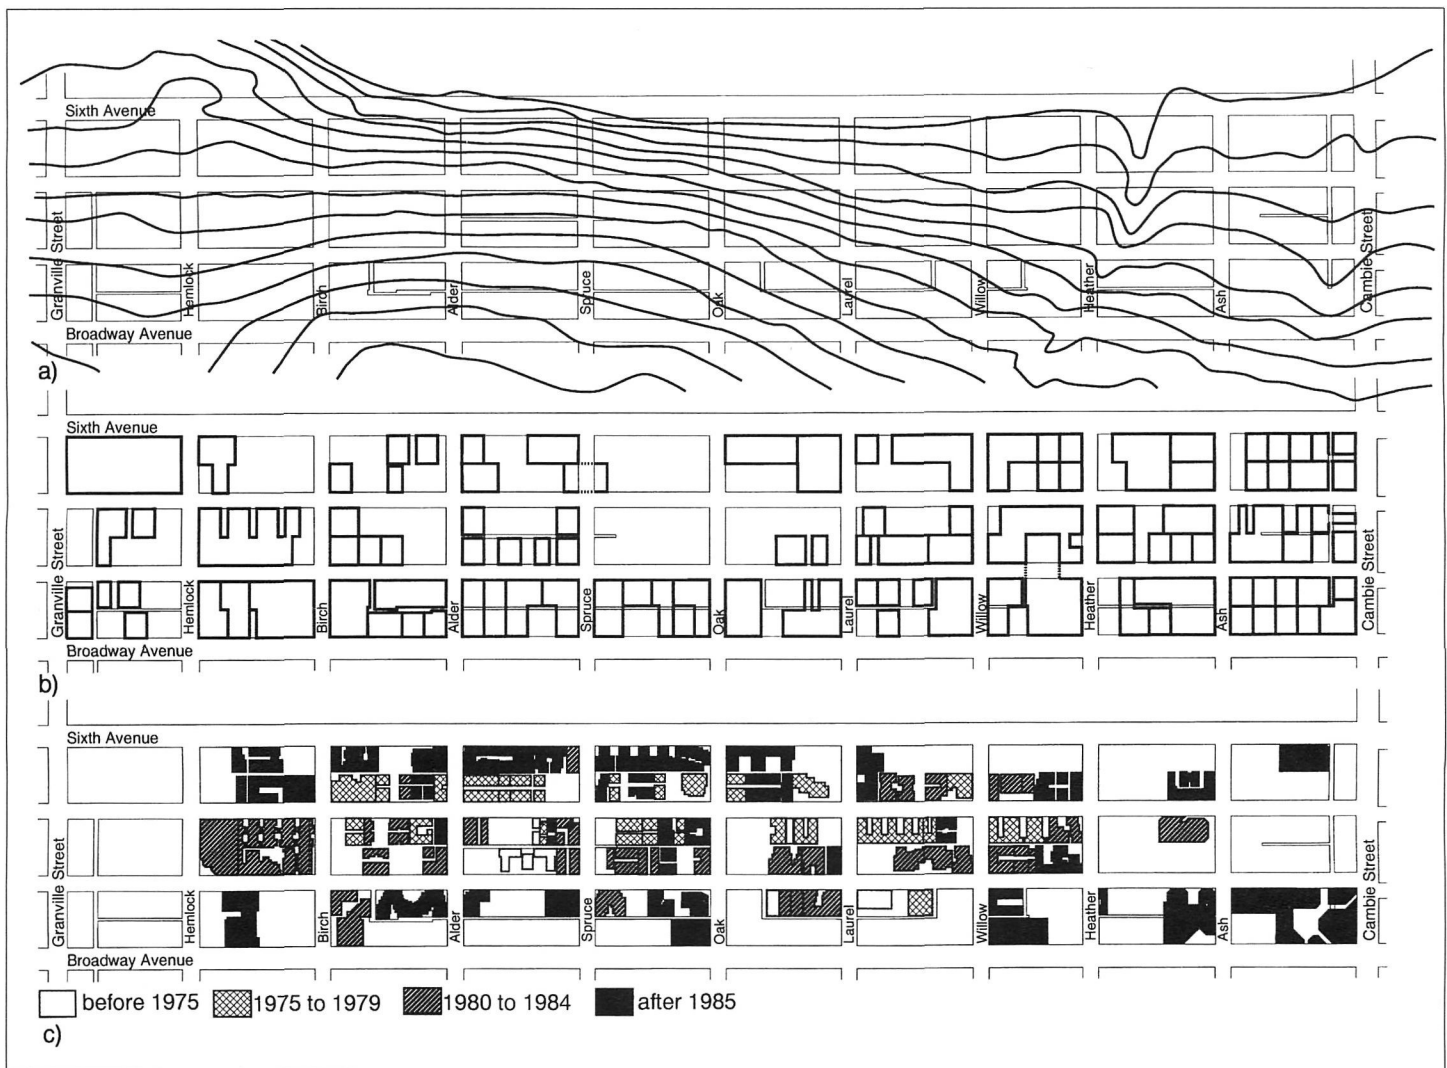 Sixth Avenue
Granville Street
Hemlock
Birch
Alder
Spruce
Oak
Laurel
Willow
Heather
Ash
Cambie Street
Broadway Avenue
a)
Sixth Avenue
Granville Street
Hemlock
Birch
Alder
Spruce
Oak
Laurel
Willow
Heather
Ash
Cambie Street
Broadway Avenue
b)
Sixth Avenue
Granville Street
Hemlock
Birch
Alder
Spruce
Oak
Laurel
Willow
Heather
Ash
Cambie Street
Broadway Avenue
before 1975 1975 to 1979 1980 to 1984 after 1985
c)